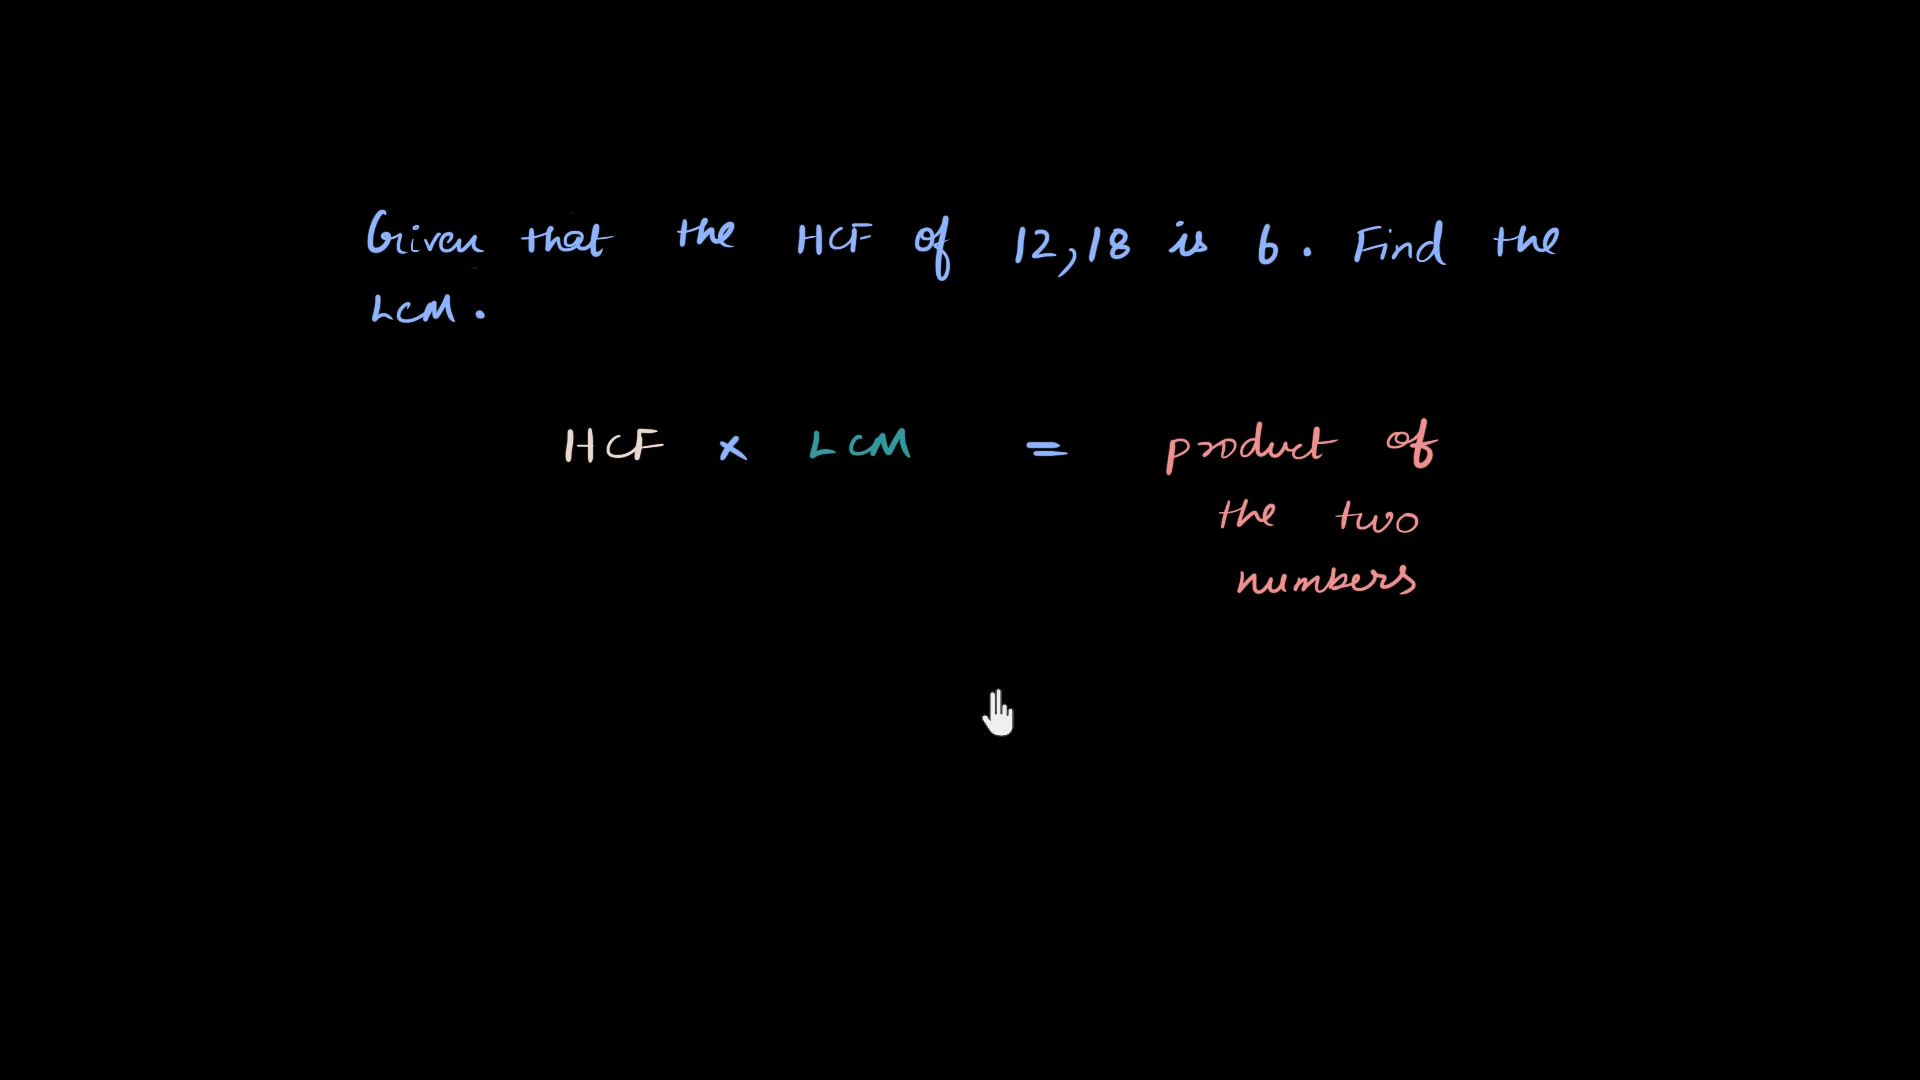 Given that the HCF of 12,18 is 6. Find the
LCM.
HCF × LCM = product of
the two
numbers